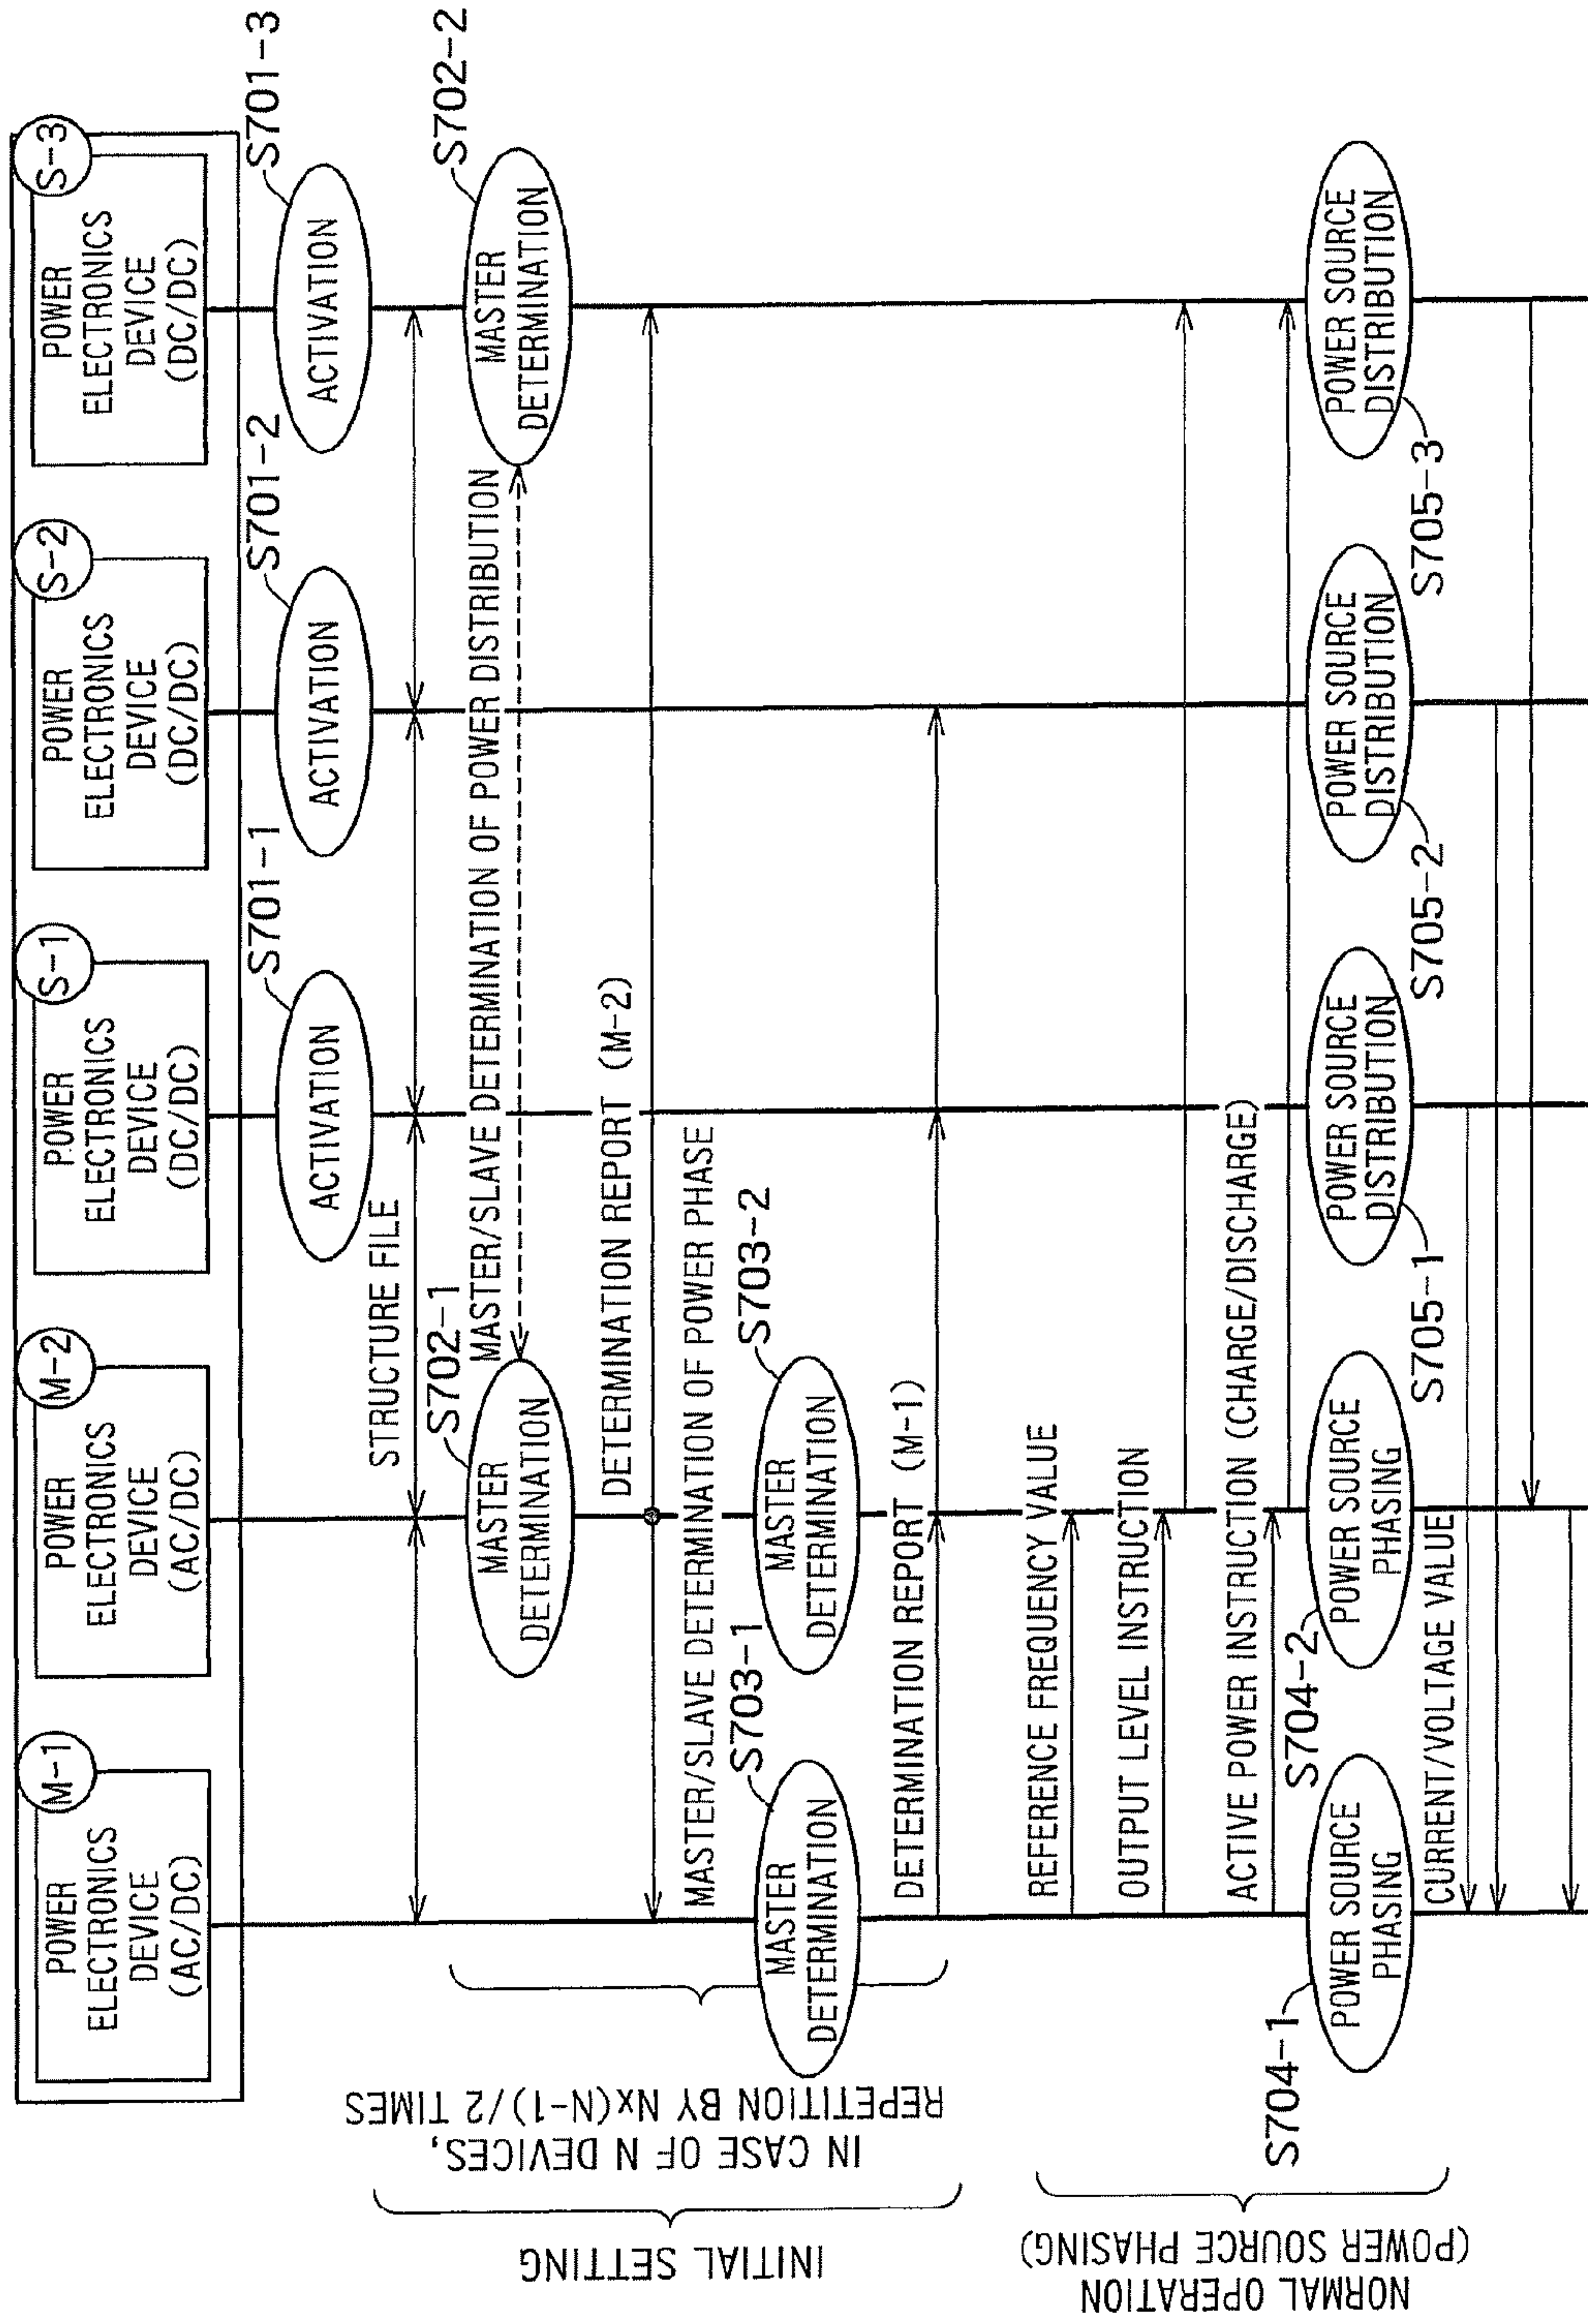 M-1
POWER
ELECTRONICS
DEVICE
(AC/DC)
M-2
POWER
ELECTRONICS
DEVICE
(AC/DC)
S-1
POWER
ELECTRONICS
DEVICE
(DC/DC)
S-2
POWER
ELECTRONICS
DEVICE
(DC/DC)
S-3
POWER
ELECTRONICS
DEVICE
(DC/DC)
S701-1
ACTIVATION
S701-2
ACTIVATION
S701-3
ACTIVATION
STRUCTURE FILE
S702-1
MASTER
DETERMINATION
MASTER/SLAVE DETERMINATION OF POWER DISTRIBUTION
S702-2
MASTER
DETERMINATION
DETERMINATION REPORT (M-2)
MASTER/SLAVE DETERMINATION OF POWER PHASE
S703-1
MASTER
DETERMINATION
S703-2
MASTER
DETERMINATION
DETERMINATION REPORT (M-1)
INITIAL SETTING
IN CASE OF N DEVICES,
REPETITION BY Nx(N-1)/2 TIMES
REFERENCE FREQUENCY VALUE
OUTPUT LEVEL INSTRUCTION
ACTIVE POWER INSTRUCTION (CHARGE/DISCHARGE)
NORMAL OPERATION
(POWER SOURCE PHASING)
S704-1
POWER SOURCE
PHASING
S704-2
POWER SOURCE
PHASING
S705-1
POWER SOURCE
DISTRIBUTION
S705-2
POWER SOURCE
DISTRIBUTION
S705-3
POWER SOURCE
DISTRIBUTION
CURRENT/VOLTAGE VALUE